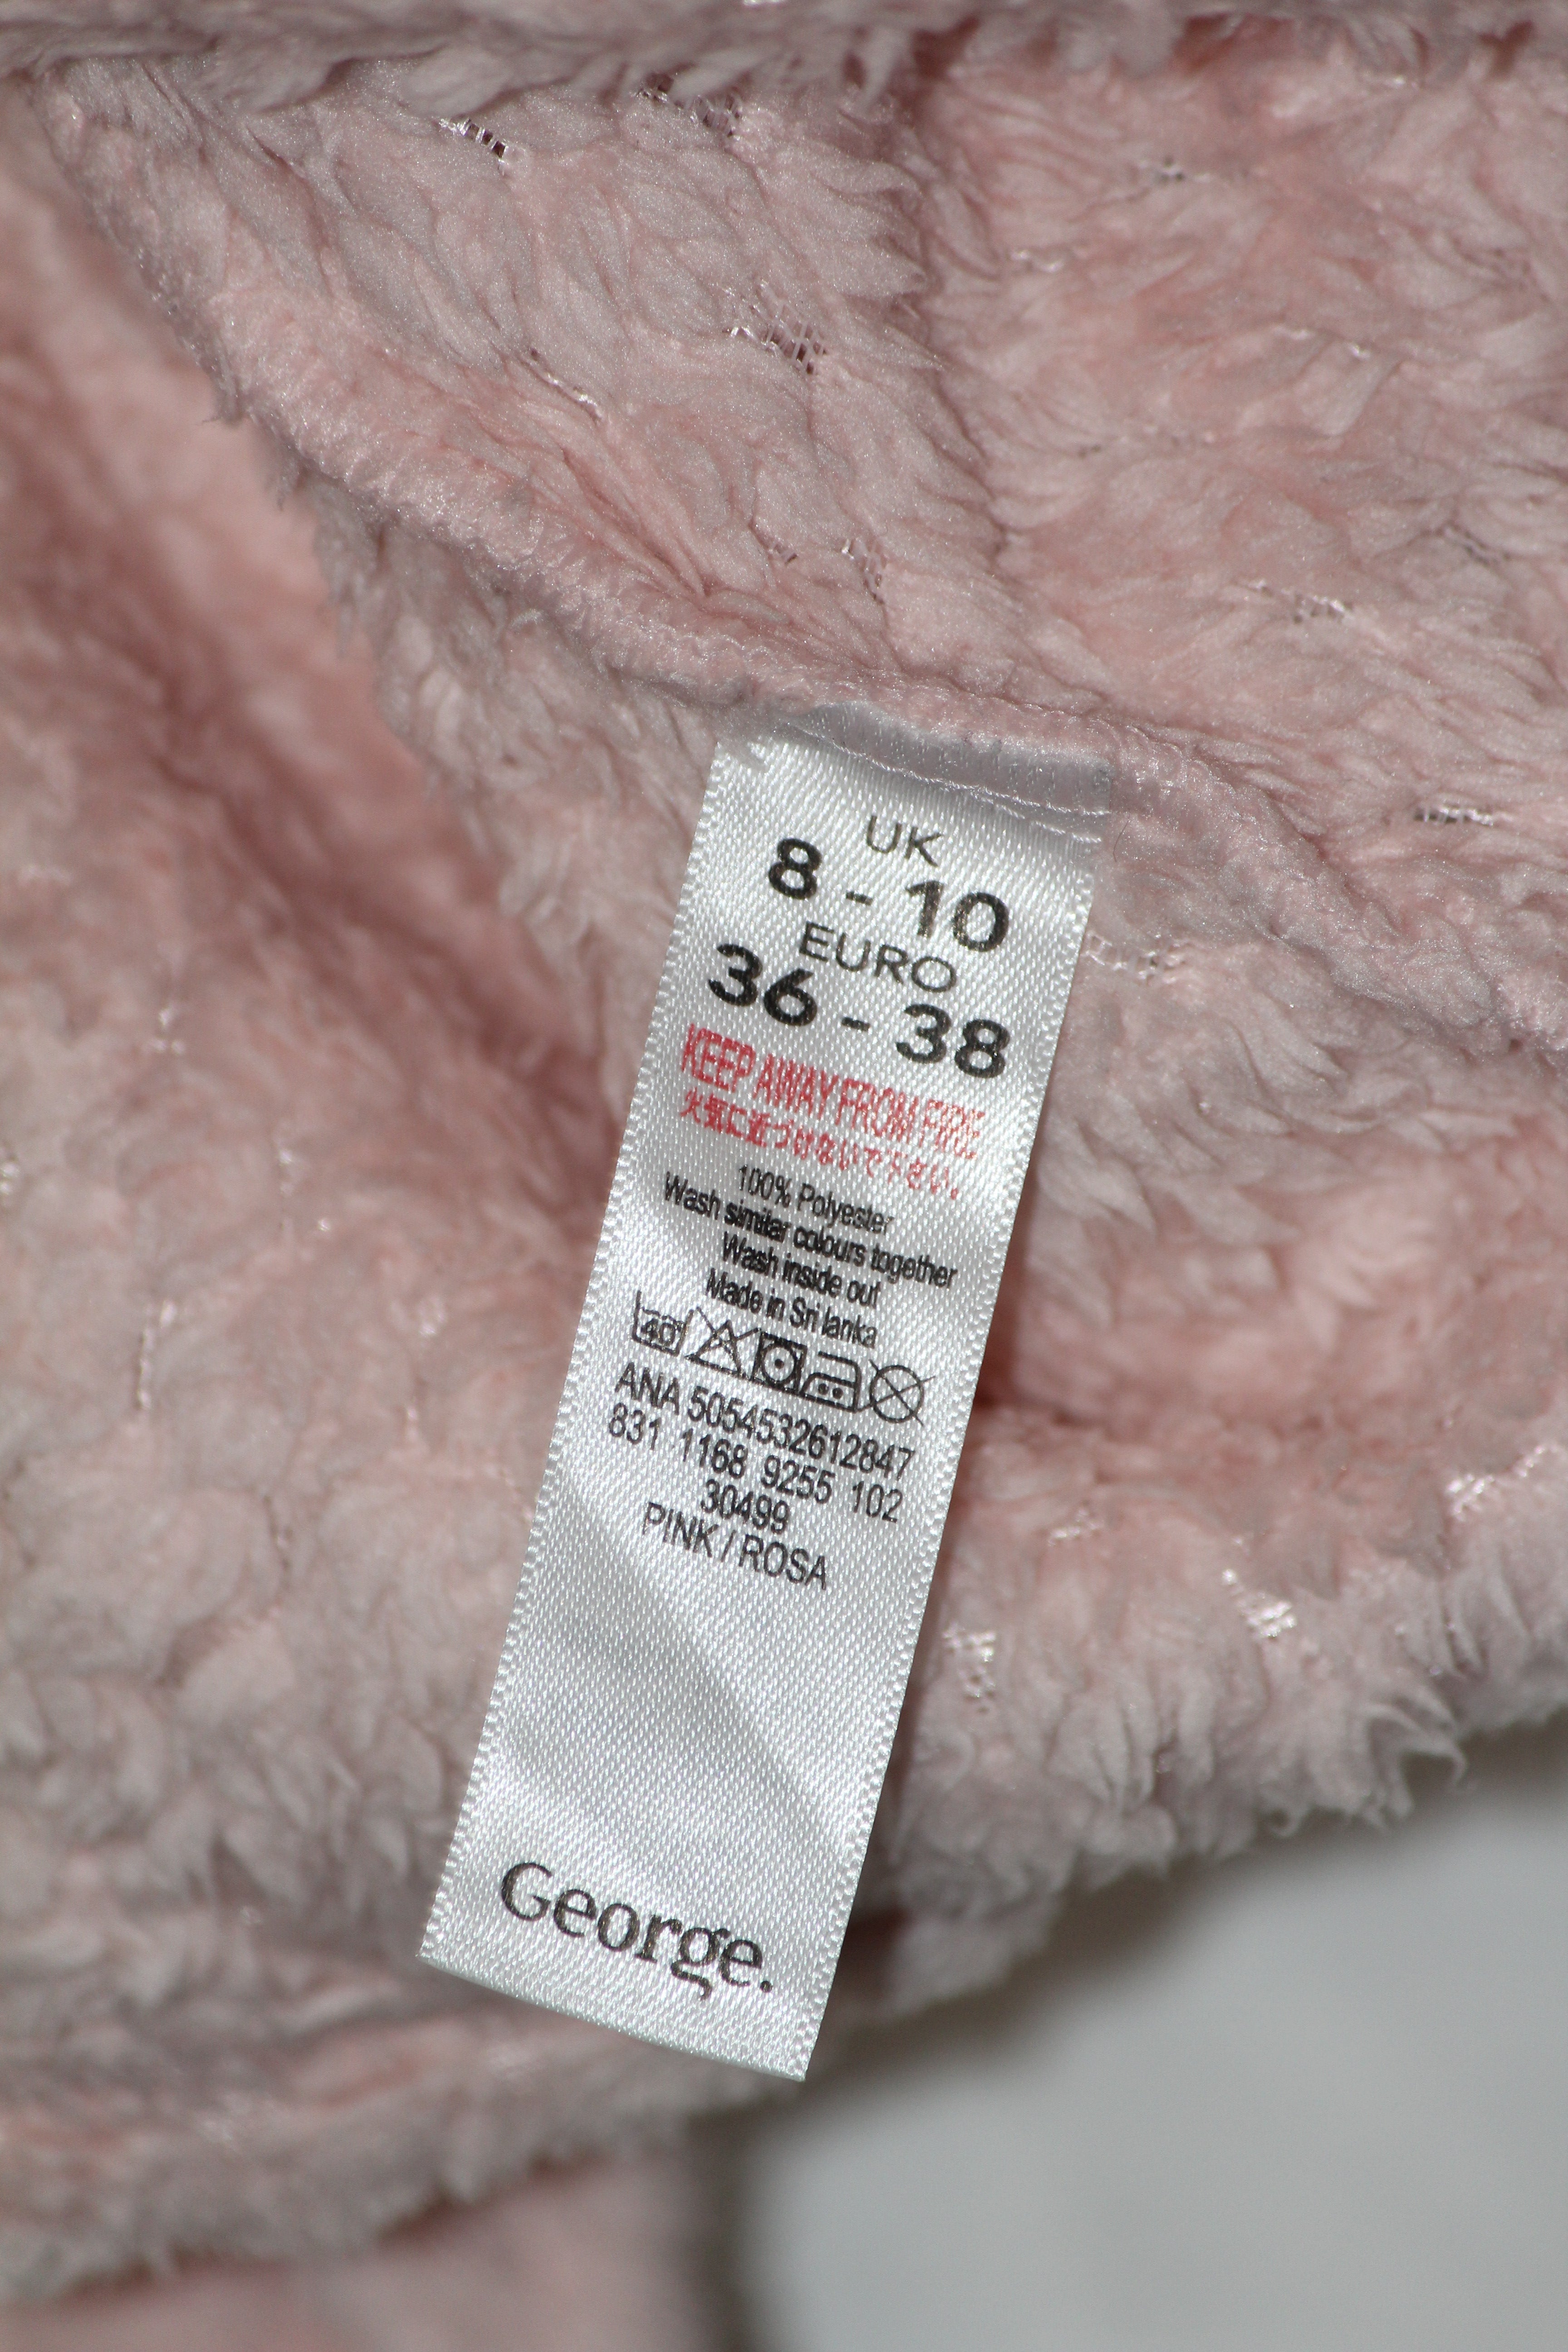 UK
8 - 10
EURO
36 - 38
KEEP AWAY FROM FIRE
火気に近づけないで下さい。
100% Polyester
Wash similar colours together
Wash inside out
Made in Sri lanka
40
ANA 5054532612847
831 1168 9255 102
30499
PINK / ROSA
George.